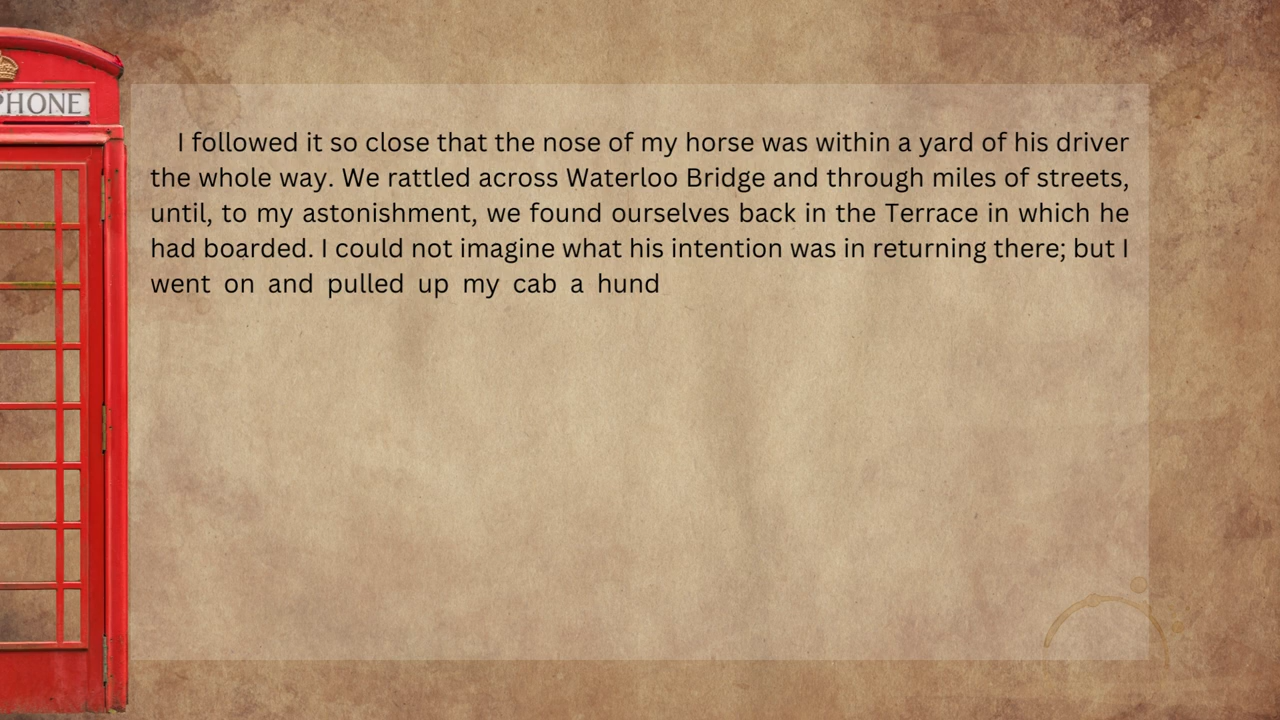 PHONE
I followed it so close that the nose of my horse was within a yard of his driver
the whole way. We rattled across Waterloo Bridge and through miles of streets,
until, to my astonishment, we found ourselves back in the Terrace in which he
had boarded. I could not imagine what his intention was in returning there; but I
went on and pulled up my cab a hund